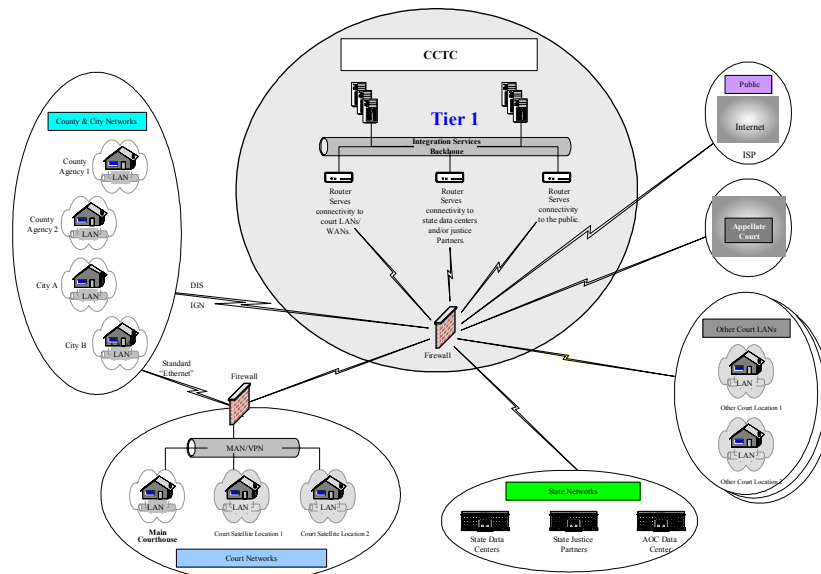 CCTC
Tier 1
Integration Services
Backbone
Router
Serves
connectivity to
court LANs/
WANs.
Router
Serves
connectivity to
state data centers
and/or justice
Partners.
Router
Serves
connectivity
to the public.
Firewall
County & City Networks
County
Agency 1
LAN
County
Agency 2
LAN
City A
LAN
City B
LAN
DIS
IGN
Standard
"Ethernet"
Firewall
MAN/VPN
LAN
LAN
LAN
Main
Courthouse
Court Satellite Location 1
Court Satellite Location 2
Court Networks
Public
Internet
ISP
Appellate
Court
Other Court LANs
LAN
Other Court Location 1
LAN
Other Court Location 2
State Networks
State Data
Centers
State Justice
Partners
AOC Data
Center